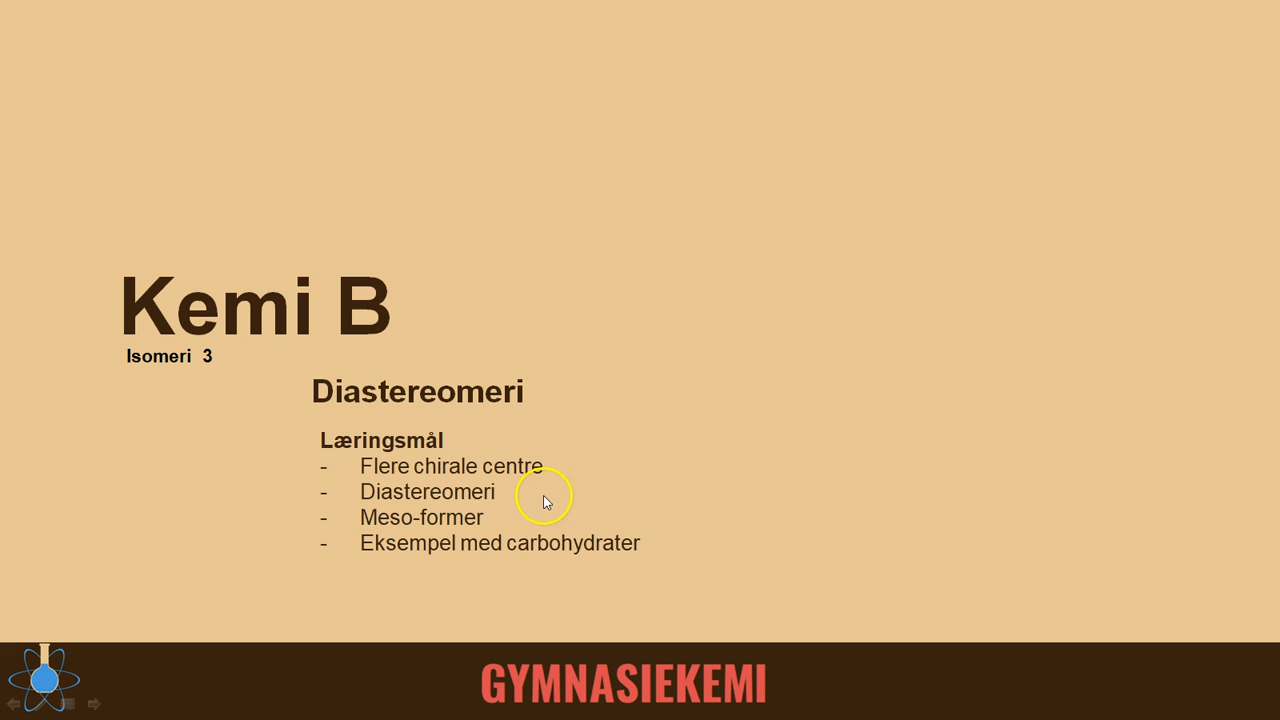 Kemi B
Isomeri 3
Diastereomeri
Læringsmål
- Flere chirale centre
- Diastereomeri
- Meso-former
- Eksempel med carbohydrater
GYMNASIEKEMI